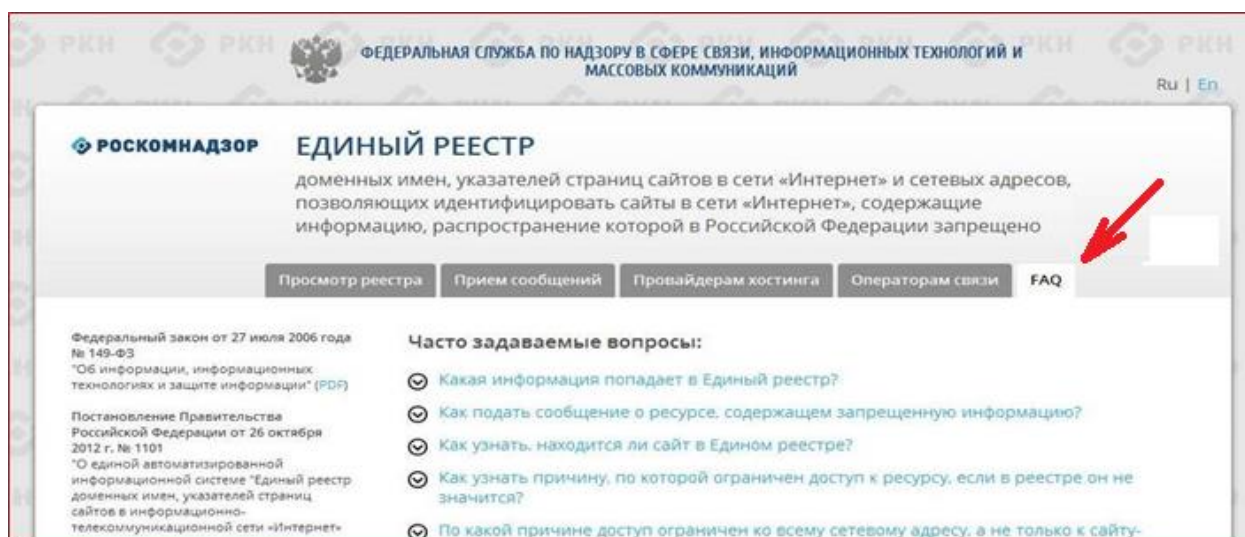 ФЕДЕРАЛЬНАЯ СЛУЖБА ПО НАДЗОРУ В СФЕРЕ СВЯЗИ, ИНФОРМАЦИОННЫХ ТЕХНОЛОГИЙ И
МАССОВЫХ КОММУНИКАЦИЙ
Ru | En
РОСКОМНАДЗОР
ЕДИНЫЙ РЕЕСТР
доменных имен, указателей страниц сайтов в сети «Интернет» и сетевых адресов,
позволяющих идентифицировать сайты в сети «Интернет», содержащие
информацию, распространение которой в Российской Федерации запрещено
Просмотр реестра Прием сообщений Провайдерам хостинга Операторам связи FAQ
Федеральный закон от 27 июля 2006 года
№ 149-ФЗ
"Об информации, информационных
технологиях и защите информации" (PDF)
Постановление Правительства
Российской Федерации от 26 октября
2012 г. № 1101
"О единой автоматизированной
информационной системе "Единый реестр
доменных имен, указателей страниц
сайтов в информационно-
телекоммуникационной сети «Интернет»
Часто задаваемые вопросы:
Какая информация попадает в Единый реестр?
Как подать сообщение о ресурсе, содержащем запрещенную информацию?
Как узнать, находится ли сайт в Едином реестре?
Как узнать причину, по которой ограничен доступ к ресурсу, если в реестре он не
значится?
По какой причине доступ ограничен ко всему сетевому адресу, а не только к сайту-